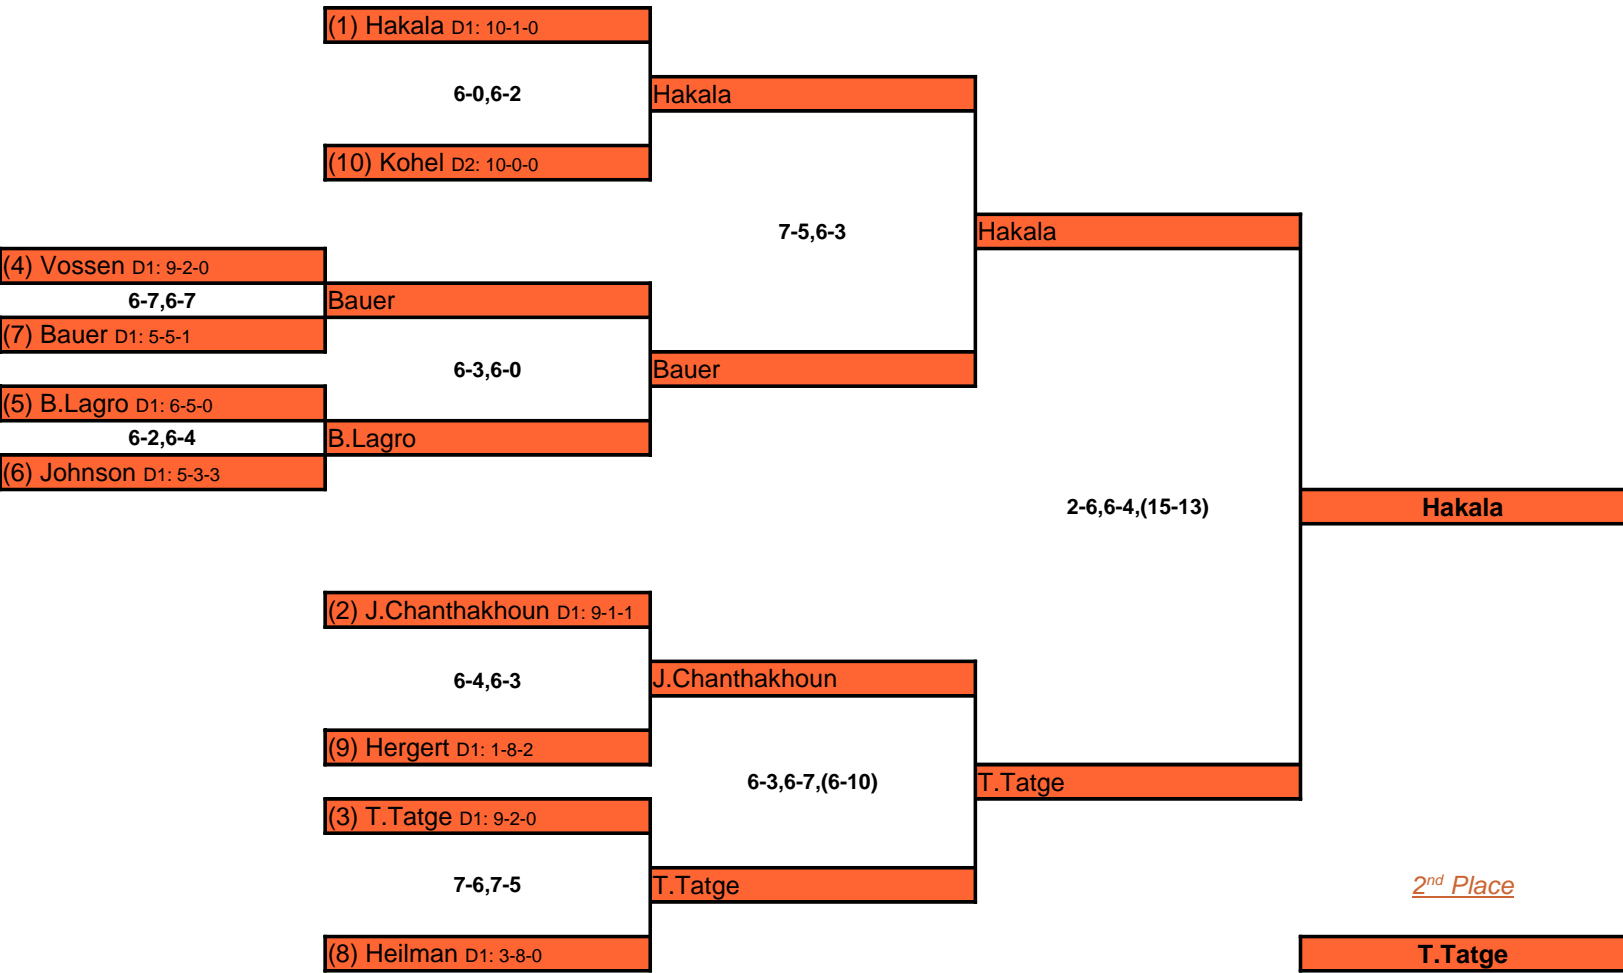 (1) Hakala D1: 10-1-0
6-0,6-2
Hakala
(10) Kohel D2: 10-0-0
7-5,6-3
Hakala
(4) Vossen D1: 9-2-0
6-7,6-7
Bauer
(7) Bauer D1: 5-5-1
6-3,6-0
Bauer
(5) B.Lagro D1: 6-5-0
6-2,6-4
B.Lagro
(6) Johnson D1: 5-3-3
2-6,6-4,(15-13)
Hakala
(2) J.Chanthakhoun D1: 9-1-1
6-4,6-3
J.Chanthakhoun
(9) Hergert D1: 1-8-2
6-3,6-7,(6-10)
T.Tatge
(3) T.Tatge D1: 9-2-0
7-6,7-5
T.Tatge
2nd Place
(8) Heilman D1: 3-8-0
T.Tatge